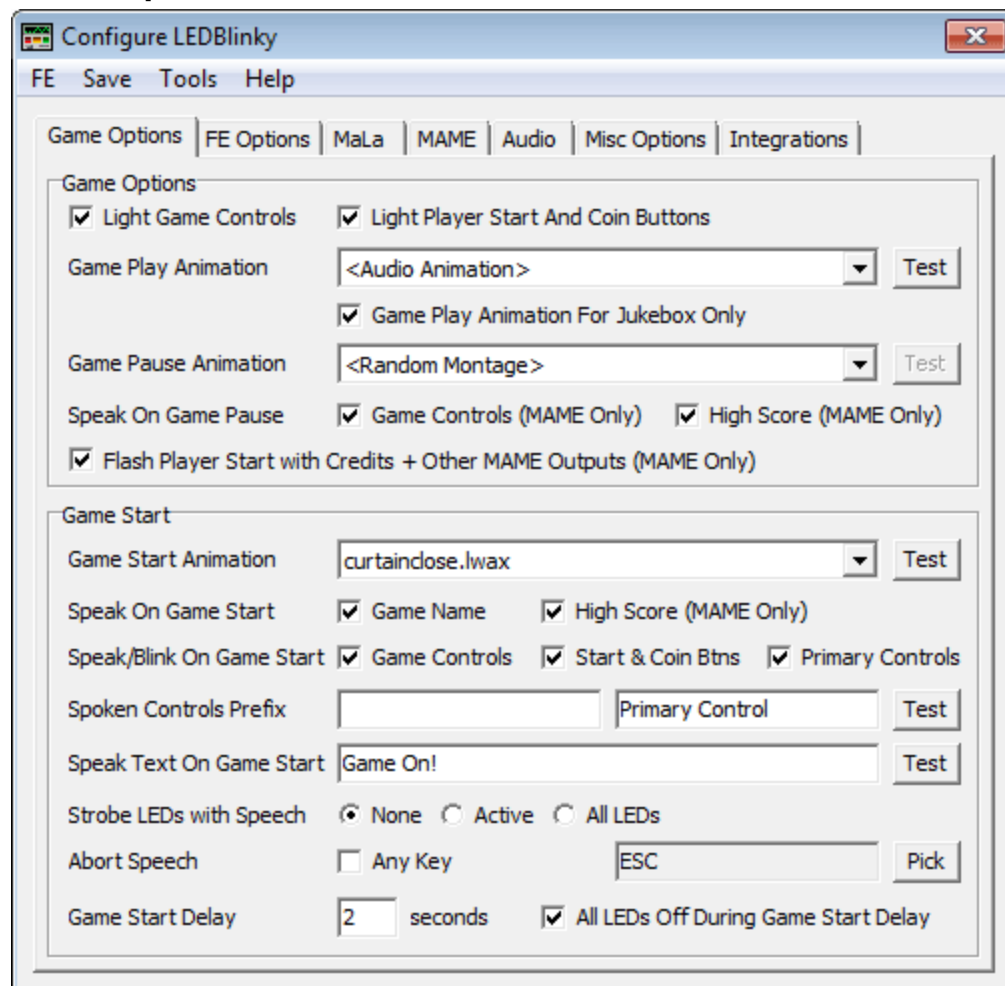 Configure LEDBlinky
FE Save Tools Help
Game Options FE Options MaLa MAME Audio Misc Options Integrations
Game Options
Light Game Controls Light Player Start And Coin Buttons
Game Play Animation <Audio Animation> Test
Game Play Animation For Jukebox Only
Game Pause Animation <Random Montage> Test
Speak On Game Pause Game Controls (MAME Only) High Score (MAME Only)
Flash Player Start with Credits + Other MAME Outputs (MAME Only)
Game Start
Game Start Animation curtainclose.lwax Test
Speak On Game Start Game Name High Score (MAME Only)
Speak/Blink On Game Start Game Controls Start & Coin Btns Primary Controls
Spoken Controls Prefix Primary Control Test
Speak Text On Game Start Game On! Test
Strobe LEDs with Speech None Active All LEDs
Abort Speech Any Key ESC Pick
Game Start Delay 2 seconds All LEDs Off During Game Start Delay